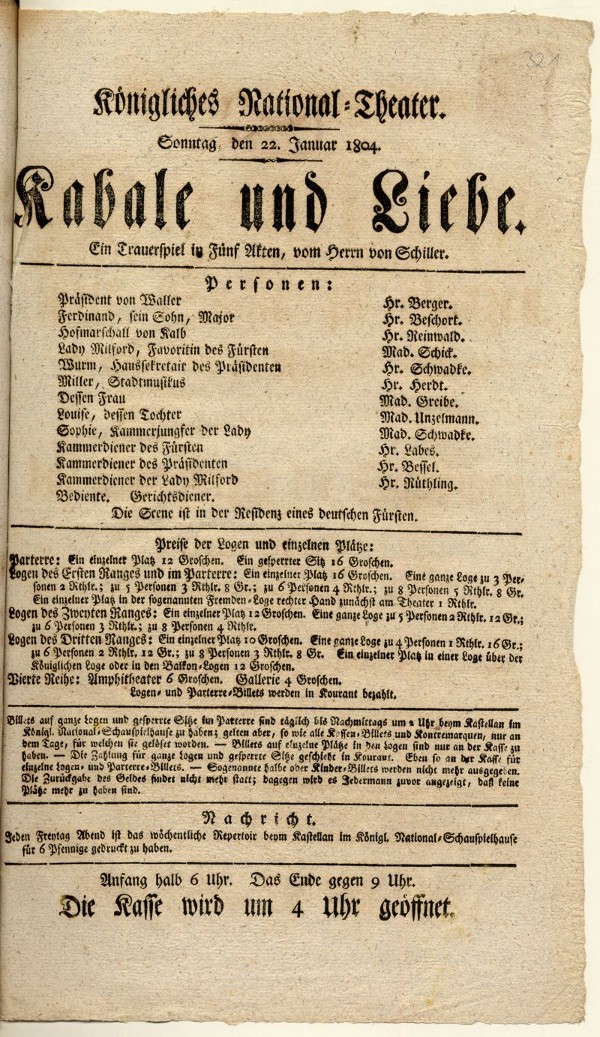 321
Königliches National-Theater.
Sonntag, den 22. Januar 1804.
Kabale und Liebe.
Ein Trauerspiel in Fünf Akten, vom Herrn von Schiller.
Personen:
Präsident von Waller Hr. Berger.
Ferdinand, sein Sohn, Major Hr. Beschort.
Hofmarschall von Kalb Hr. Reinwald.
Lady Milford, Favoritin des Fürsten Mad. Schick.
Wurm, Haussekretair des Präsidenten Hr. Schwadke.
Miller, Stadtmusikus Hr. Herdt.
Dessen Frau Mad. Greibe.
Louise, dessen Tochter Mad. Unzelmann.
Sophie, Kammerjungfer der Lady Mad. Schwadke.
Kammerdiener des Fürsten Hr. Labes.
Kammerdiener des Präsidenten Hr. Bessel.
Kammerdiener der Lady Milford Hr. Rüthling.
Bediente. Gerichtsdiener.
Die Scene ist in der Residenz eines deutschen Fürsten.
Preise der Logen und einzelnen Plätze:
Parterre: Ein einzelner Platz 12 Groschen. Ein gesperrter Sitz 16 Groschen.
Logen des Ersten Ranges und im Parterre: Ein einzelner Platz 16 Groschen. Eine ganze Loge zu 3 Per-
sonen 2 Rthlr.; zu 5 Personen 3 Rthlr. 8 Gr.; zu 6 Personen 4 Rthlr.; zu 8 Personen 5 Rthlr. 8 Gr.
Ein einzelner Platz in der sogenannten Fremden-Loge rechter Hand zunächst am Theater 1 Rthlr.
Logen des Zweyten Ranges: Ein einzelner Platz 12 Groschen. Eine ganze Loge zu 5 Personen 2 Rthlr. 12 Gr.;
zu 6 Personen 3 Rthlr.; zu 8 Personen 4 Rthlr.
Logen des Dritten Ranges: Ein einzelner Platz 10 Groschen. Eine ganze Loge zu 4 Personen 1 Rthlr. 16 Gr.;
zu 6 Personen 2 Rthlr. 12 Gr.; zu 8 Personen 3 Rthlr. 8 Gr. Ein einzelner Platz in einer Loge über der
Königlichen Loge oder in den Balkon-Logen 12 Groschen.
Vierte Reihe: Amphitheater 6 Groschen. Gallerie 4 Groschen.
Logen- und Parterre-Billets werden in Kourant bezahlt.
Billets auf ganze Logen und gesperrte Sitze im Parterre sind täglich bis Nachmittags um 2 Uhr beym Kastellan im
Königl. National-Schauspielhause zu haben; gelten aber, so wie alle Kassen-Billets und Kontremarquen, nur an
dem Tage, für welchen sie gelöset worden. — Billets auf einzelne Plätze in den Logen sind nur an der Kasse zu
haben. — Die Zahlung für ganze Logen und gesperrte Sitze geschieht in Kourant. Eben so an der Kasse für
einzelne Logen- und Parterre-Billets. — Sogenannte halbe oder Kinder-Billets werden nicht mehr ausgegeben.
Die Zurückgabe des Geldes findet nicht mehr statt; dagegen wird es Jedermann zuvor angezeigt, daß keine
Plätze mehr zu haben sind.
Nachricht.
Jeden Freytag Abend ist das wöchentliche Repertoir beym Kastellan im Königl. National-Schauspielhause
für 6 Pfennige gedruckt zu haben.
Anfang halb 6 Uhr. Das Ende gegen 9 Uhr.
Die Kasse wird um 4 Uhr geöffnet.